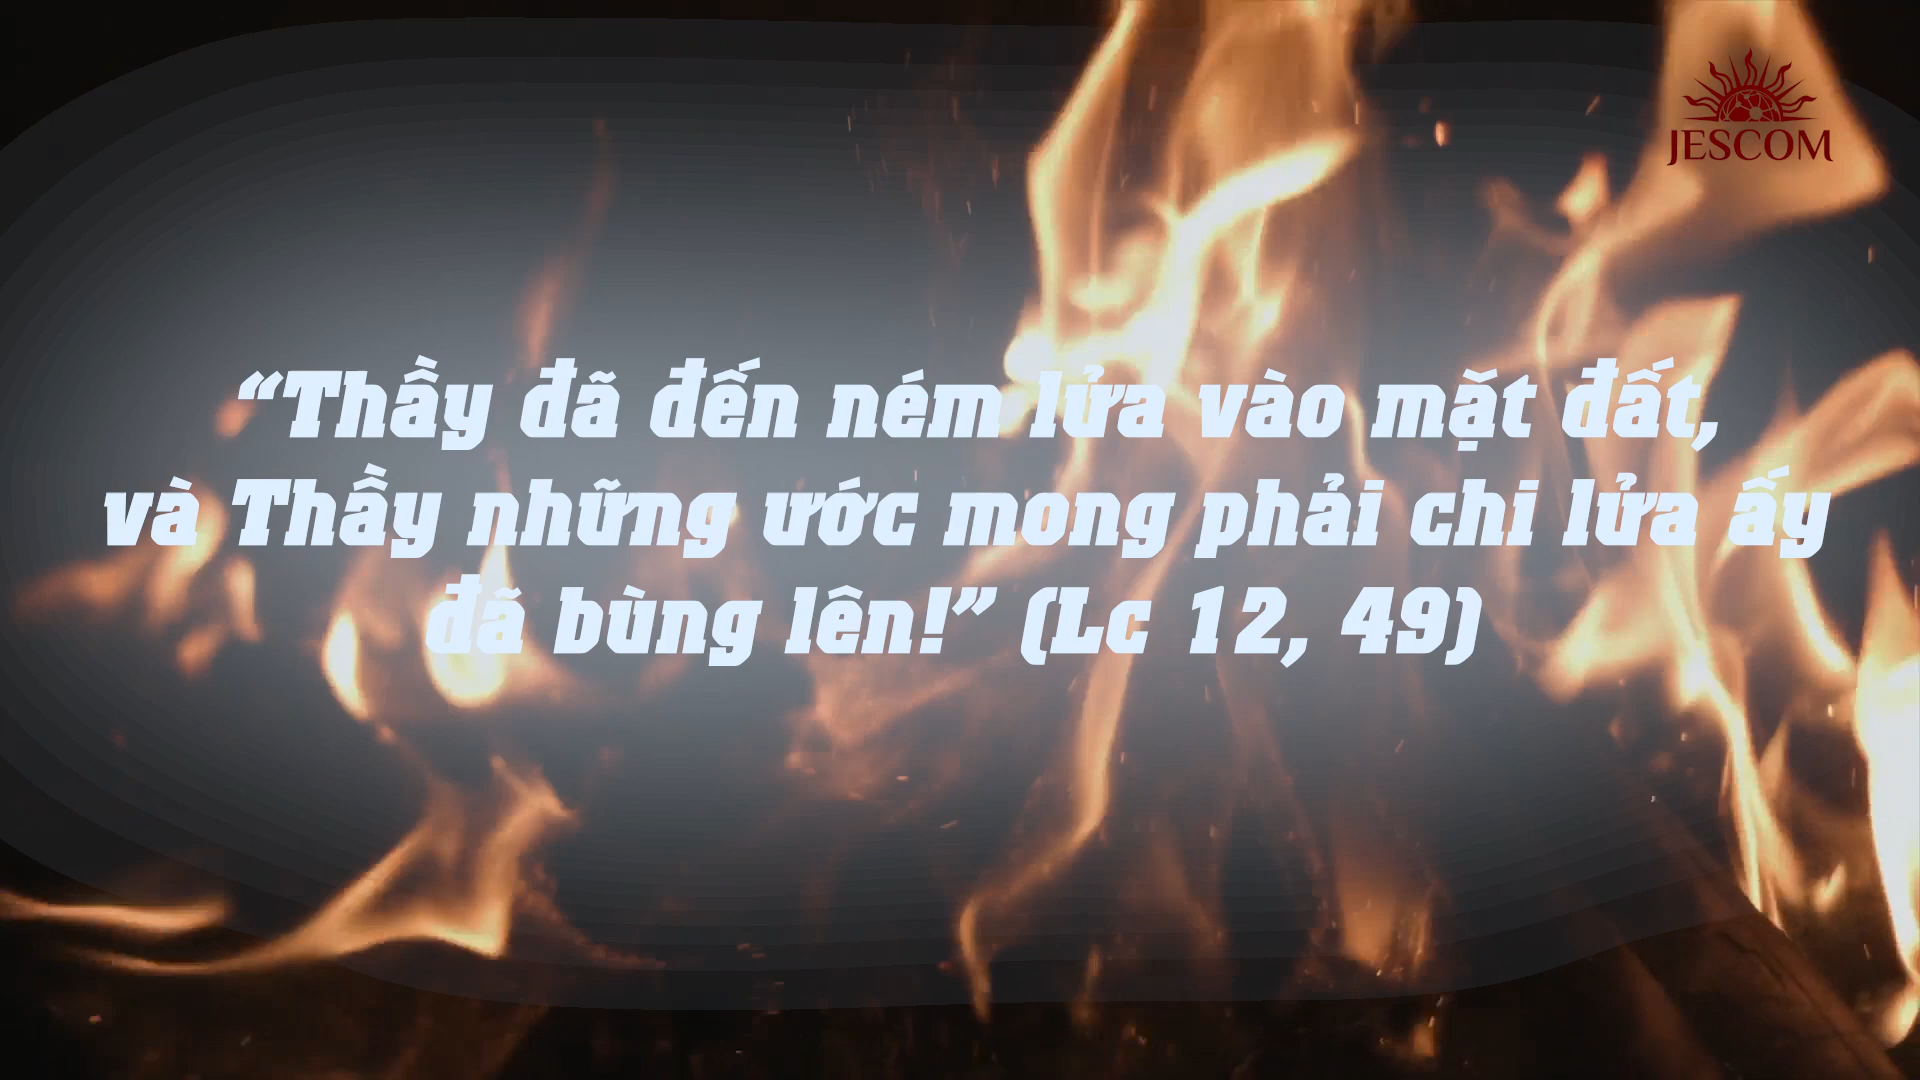 JESCOM
“Thầy đã đến ném lửa vào mặt đất,
và Thầy những ước mong phải chi lửa ấy
đã bùng lên!” (Lc 12, 49)